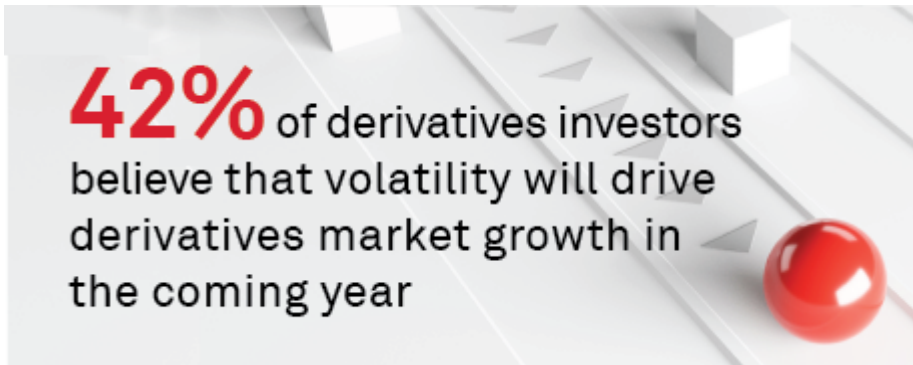 42% of derivatives investors
believe that volatility will drive
derivatives market growth in
the coming year